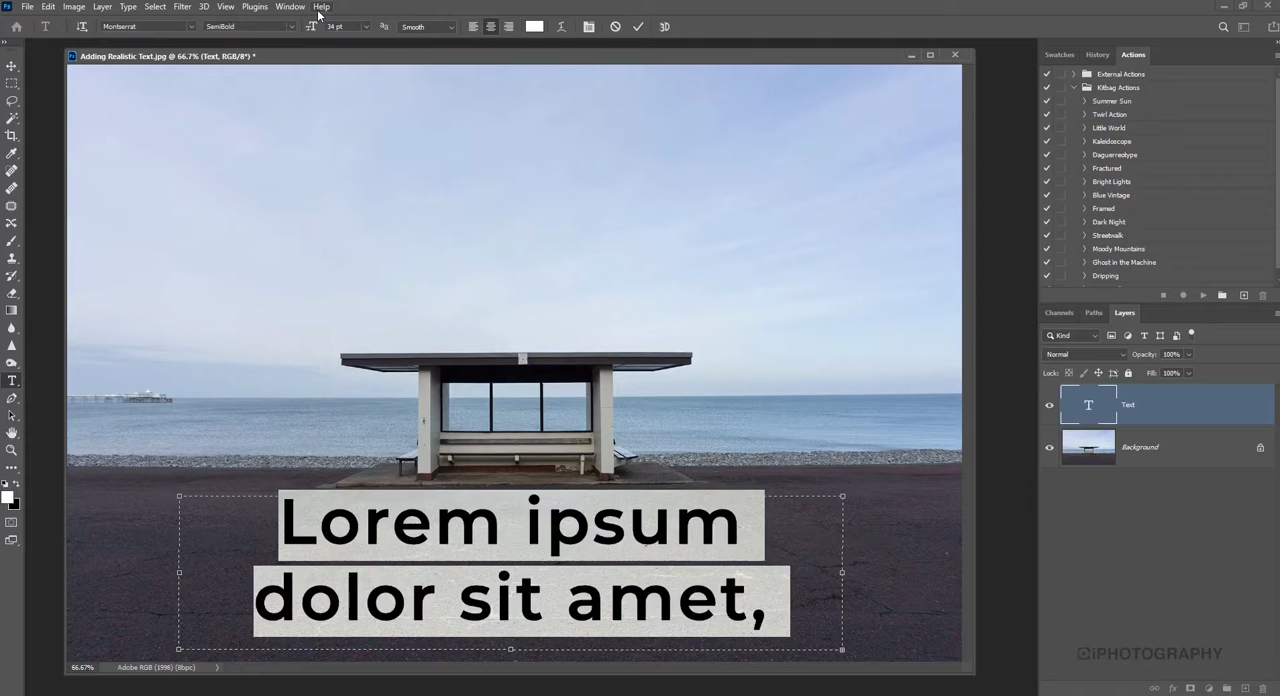 Ps File Edit Image Layer Type Select Filter 3D View Plugins Window Help
T Montserrat SemiBold 34 pt Smooth 3D
Adding Realistic Text.jpg @ 66.7% (Text, RGB/8*) *
Swatches History Actions
External Actions
Kitbag Actions
Summer Sun
Twirl Action
Little World
Kaleidoscope
Daguerreotype
Fractured
Bright Lights
Blue Vintage
Framed
Dark Night
Streetwalk
Moody Mountains
Ghost in the Machine
Dripping
Channels Paths Layers
Kind
Normal Opacity: 100%
Lock: Fill: 100%
T Text
Background
Lorem ipsum
dolor sit amet,
iPHOTOGRAPHY
66.67% Adobe RGB (1998) (8bpc)
fx